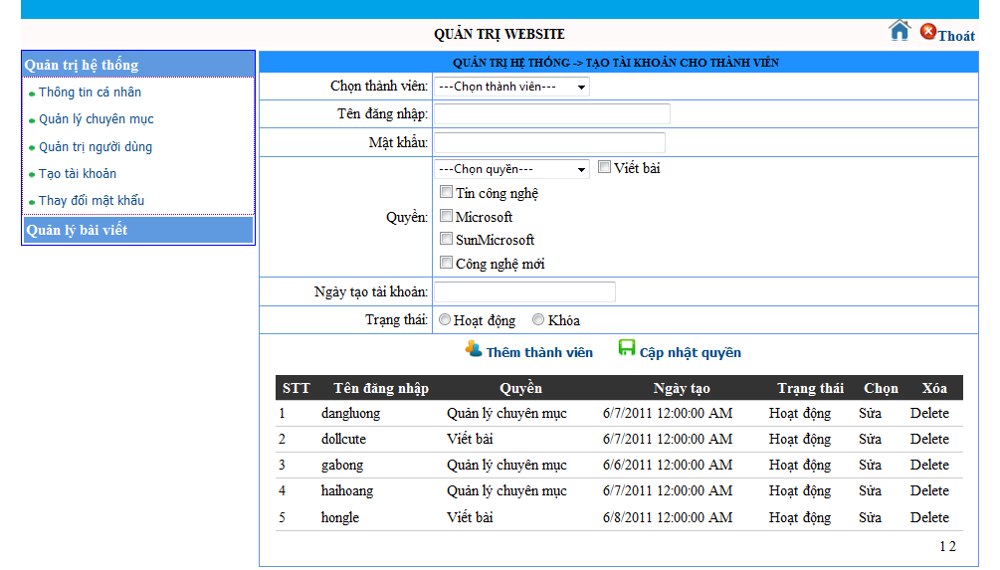 QUẢN TRỊ WEBSITE
Thoát
Quản trị hệ thống
Thông tin cá nhân
Quản lý chuyên mục
Quản trị người dùng
Tạo tài khoản
Thay đổi mật khẩu
Quản lý bài viết
QUẢN TRỊ HỆ THỐNG -> TẠO TÀI KHOẢN CHO THÀNH VIÊN
Chọn thành viên: ---Chọn thành viên---
Tên đăng nhập:
Mật khẩu:
Quyền: ---Chọn quyền--- Viết bài
Tin công nghệ
Microsoft
SunMicrosoft
Công nghệ mới
Ngày tạo tài khoản:
Trạng thái: Hoạt động Khóa
Thêm thành viên Cập nhật quyền
STT Tên đăng nhập Quyền Ngày tạo Trạng thái Chọn Xóa
1 dangluong Quản lý chuyên mục 6/7/2011 12:00:00 AM Hoạt động Sửa Delete
2 dollcute Viết bài 6/7/2011 12:00:00 AM Hoạt động Sửa Delete
3 gabong Quản lý chuyên mục 6/6/2011 12:00:00 AM Hoạt động Sửa Delete
4 haihoang Quản lý chuyên mục 6/7/2011 12:00:00 AM Hoạt động Sửa Delete
5 hongle Viết bài 6/8/2011 12:00:00 AM Hoạt động Sửa Delete
1 2